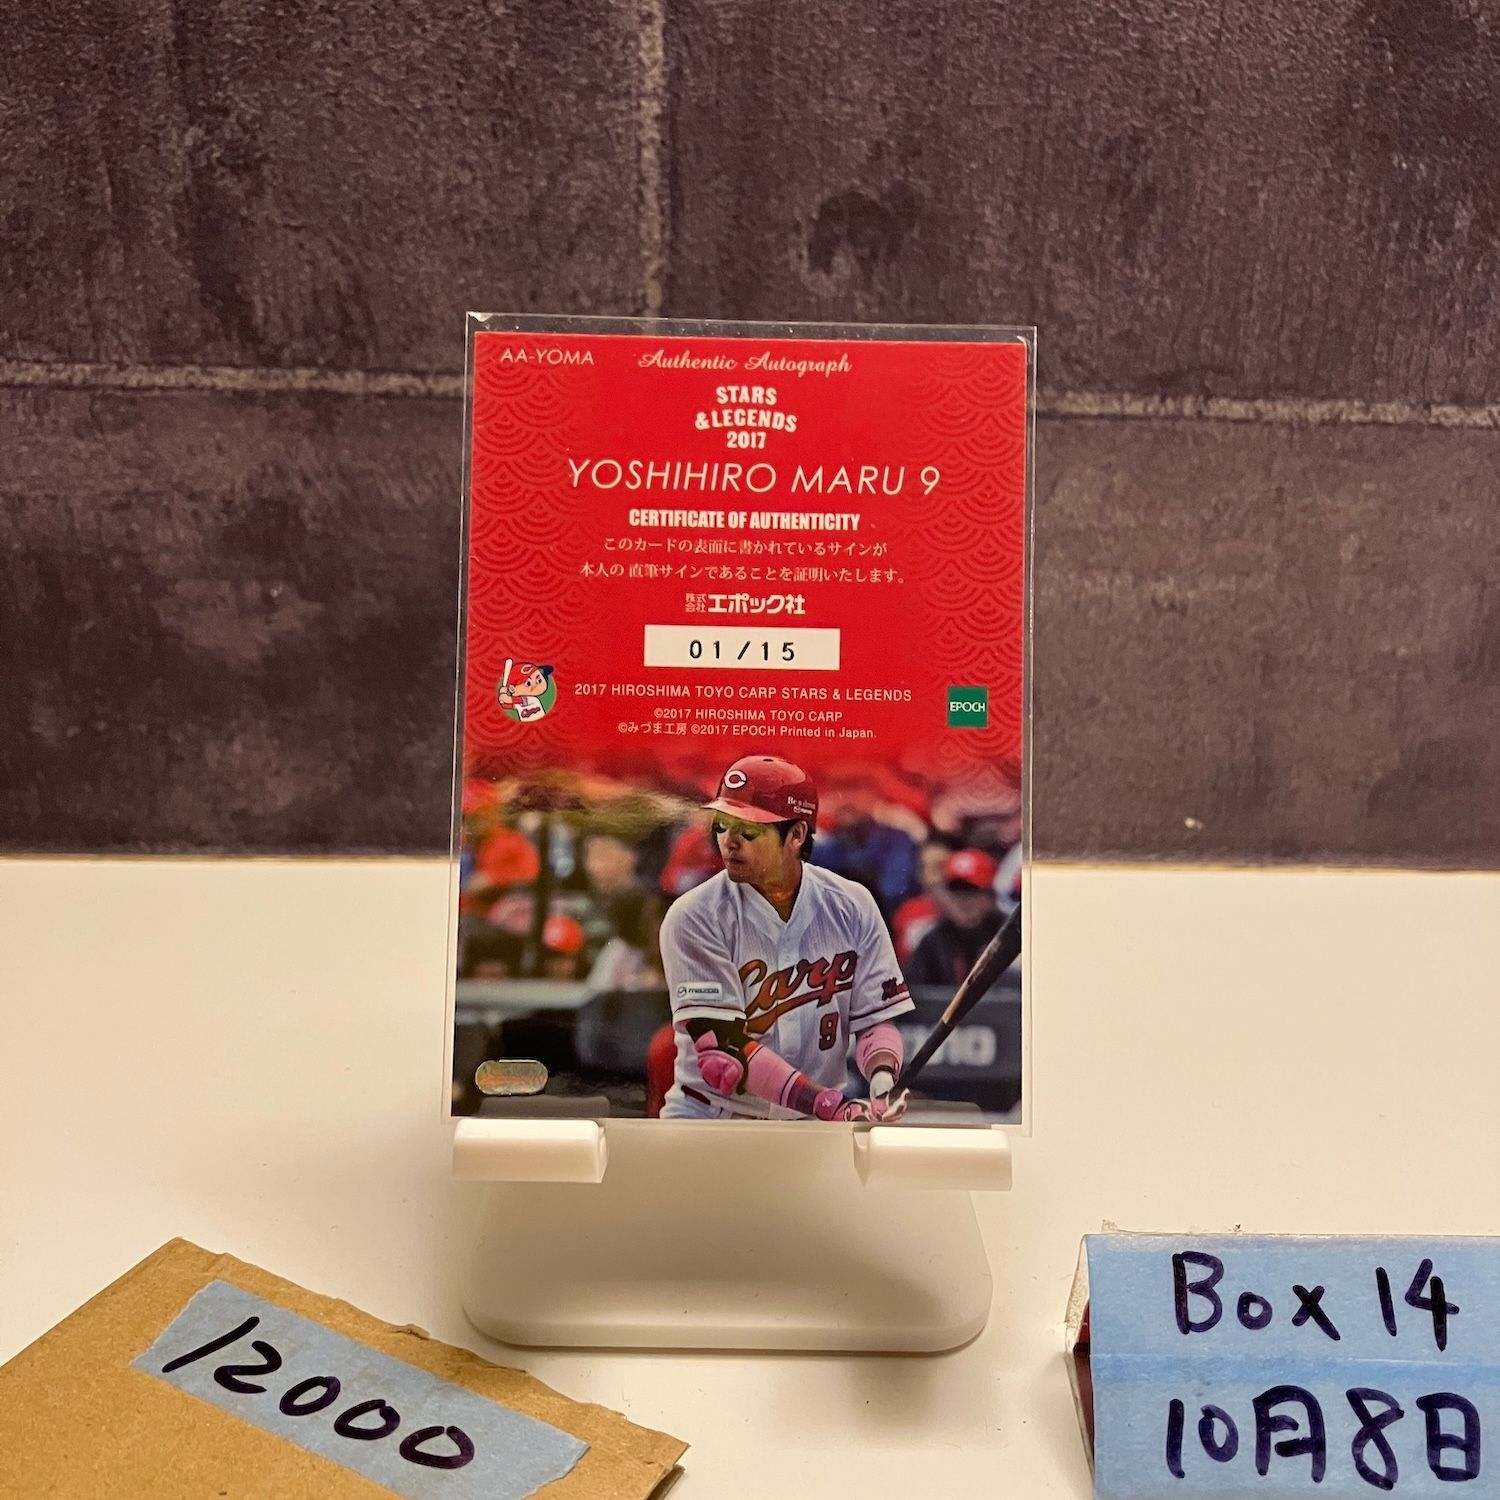 AA-YOMA
Authentic Autograph
STARS
& LEGENDS
2017
YOSHIHIRO MARU 9
CERTIFICATE OF AUTHENTICITY
このカードの表面に書かれているサインが
本人の 直筆サインであることを証明いたします。
株式会社エポック社
01/15
2017 HIROSHIMA TOYO CARP STARS & LEGENDS
©2017 HIROSHIMA TOYO CARP
©みづま工房 ©2017 EPOCH Printed in Japan.
EPOCH
C
mazda
Carp
9
12000
Box 14
10月8日